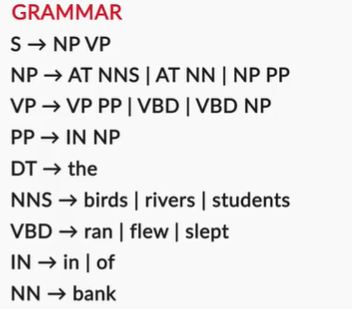 GRAMMAR
S → NP VP
NP → AT NNS | AT NN | NP PP
VP → VP PP | VBD | VBD NP
PP → IN NP
DT → the
NNS → birds | rivers | students
VBD → ran | flew | slept
IN → in | of
NN → bank